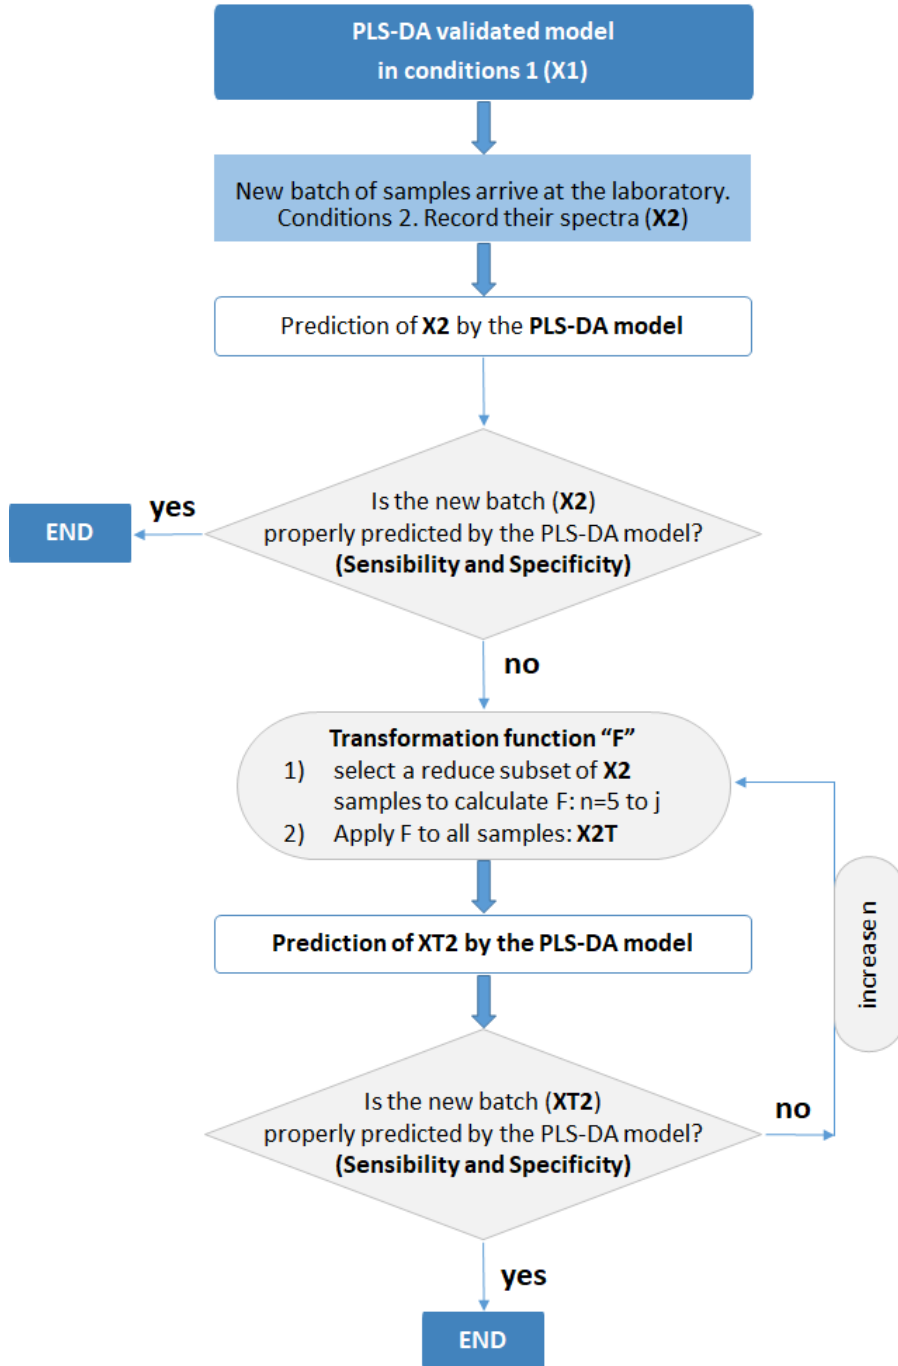 PLS-DA validated model
in conditions 1 (X1)
New batch of samples arrive at the laboratory.
Conditions 2. Record their spectra (X2)
Prediction of X2 by the PLS-DA model
Is the new batch (X2)
properly predicted by the PLS-DA model?
(Sensibility and Specificity)
yes
END
no
Transformation function “F”
1) select a reduce subset of X2
samples to calculate F: n=5 to j
2) Apply F to all samples: X2T
Prediction of XT2 by the PLS-DA model
increase n
Is the new batch (XT2)
properly predicted by the PLS-DA model?
(Sensibility and Specificity)
no
yes
END